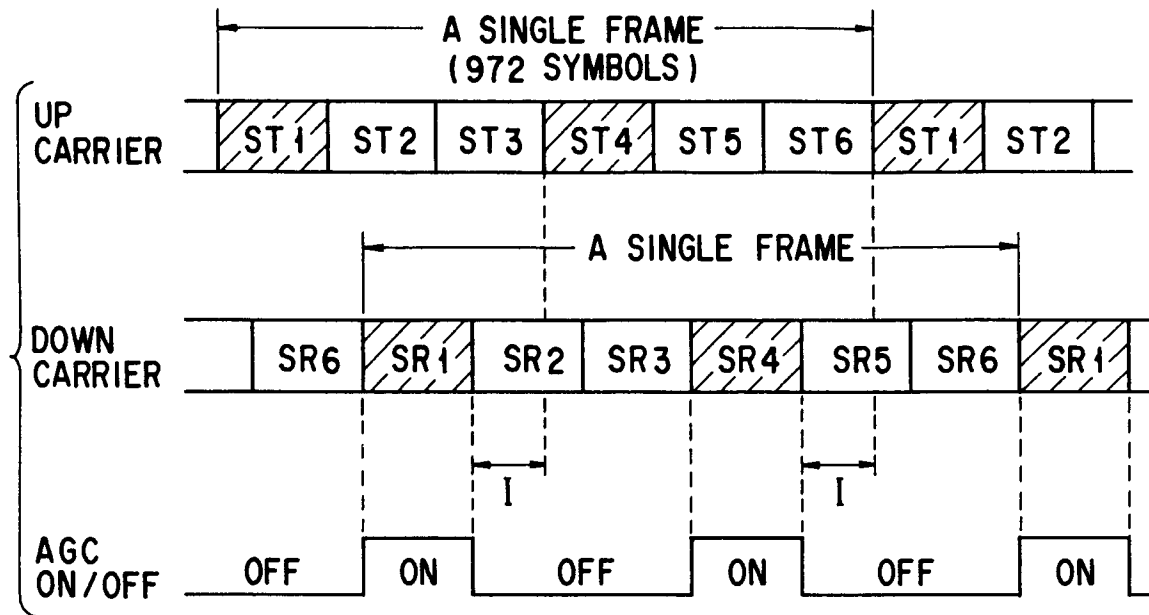 A SINGLE FRAME
(972 SYMBOLS)
UP CARRIER
ST1 ST2 ST3 ST4 ST5 ST6 ST1 ST2
A SINGLE FRAME
DOWN CARRIER
SR6 SR1 SR2 SR3 SR4 SR5 SR6 SR1
I I
AGC ON/OFF
OFF ON OFF ON OFF ON